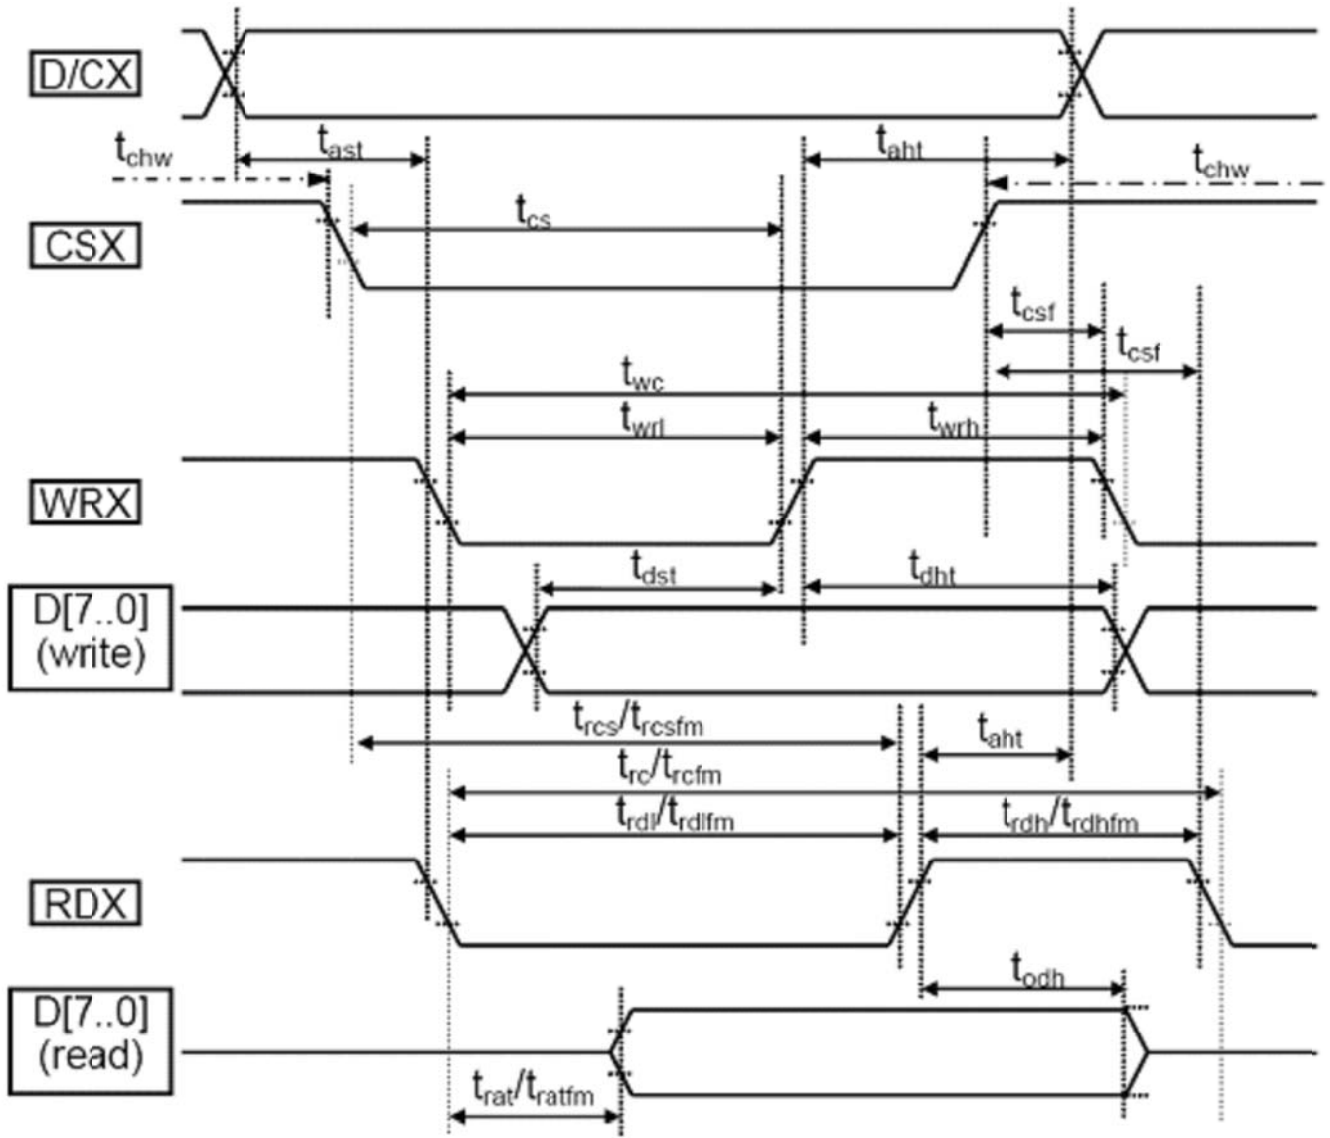 D/CX
tchw
tast
taht
tchw
tcs
CSX
tcsf
tcsf
twc
twrl
twrh
WRX
tdst
tdht
D[7..0]
(write)
trcs/trcsfm
taht
trc/trcfm
trdl/trdlfm
trdh/trdhfm
RDX
todh
D[7..0]
(read)
trat/tratfm